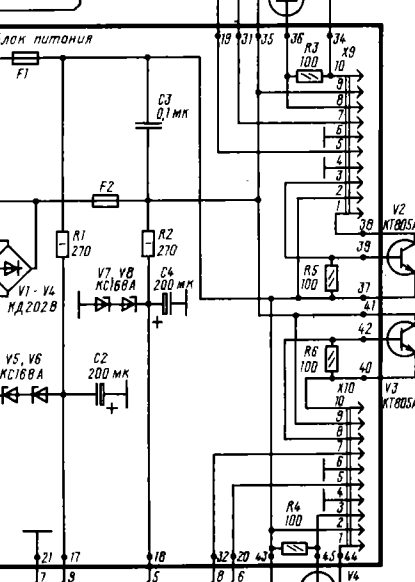 19 31 35 36 34
лок питания
F1
R3
100
X9
10
9
8
7
6
5
4
3
2
1
C3
0,1 МК
F2
R1
270
R2
270
38
V2
КТ805А
39
V1 - V4
КД202В
V7, V8
КС168А
C4
200 МК
+
R5
100
37
41
42
V5, V6
КС168А
C2
200 МК
+
R6
100
40
V3
КТ805А
X10
10
9
8
7
6
5
4
3
2
1
R4
100
21 17 18 32 20 43 45 44
7 9 5 8 6
V4